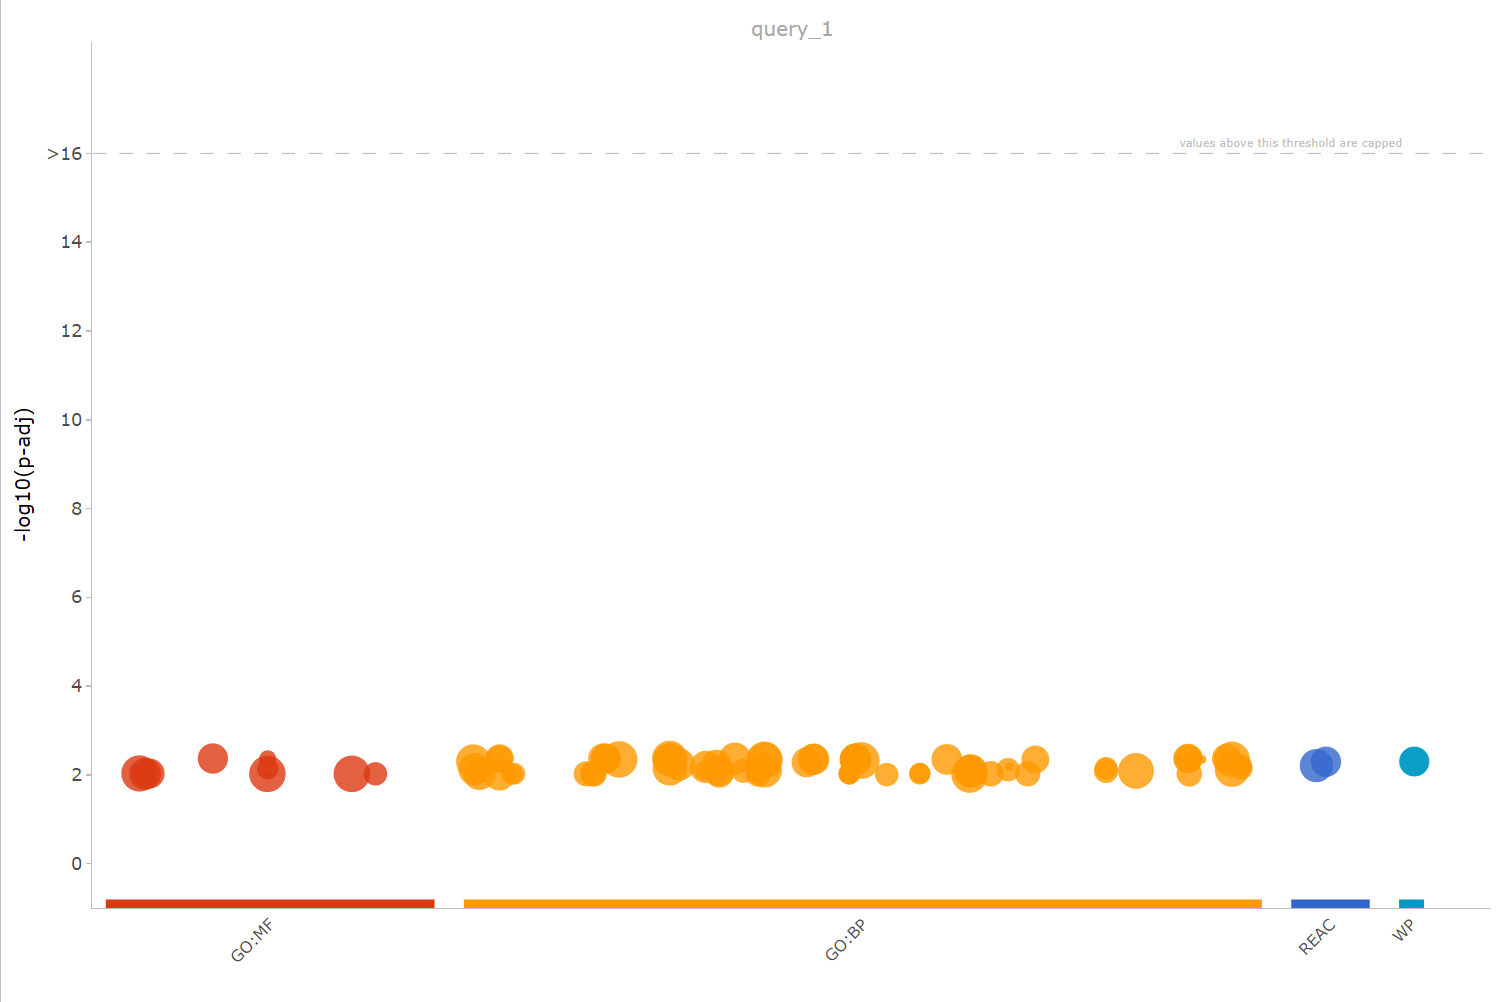 query_1
values above this threshold are capped
>16
14
12
10
8
6
4
2
0
-log10(p-adj)
GO:MF
GO:BP
REAC
WP